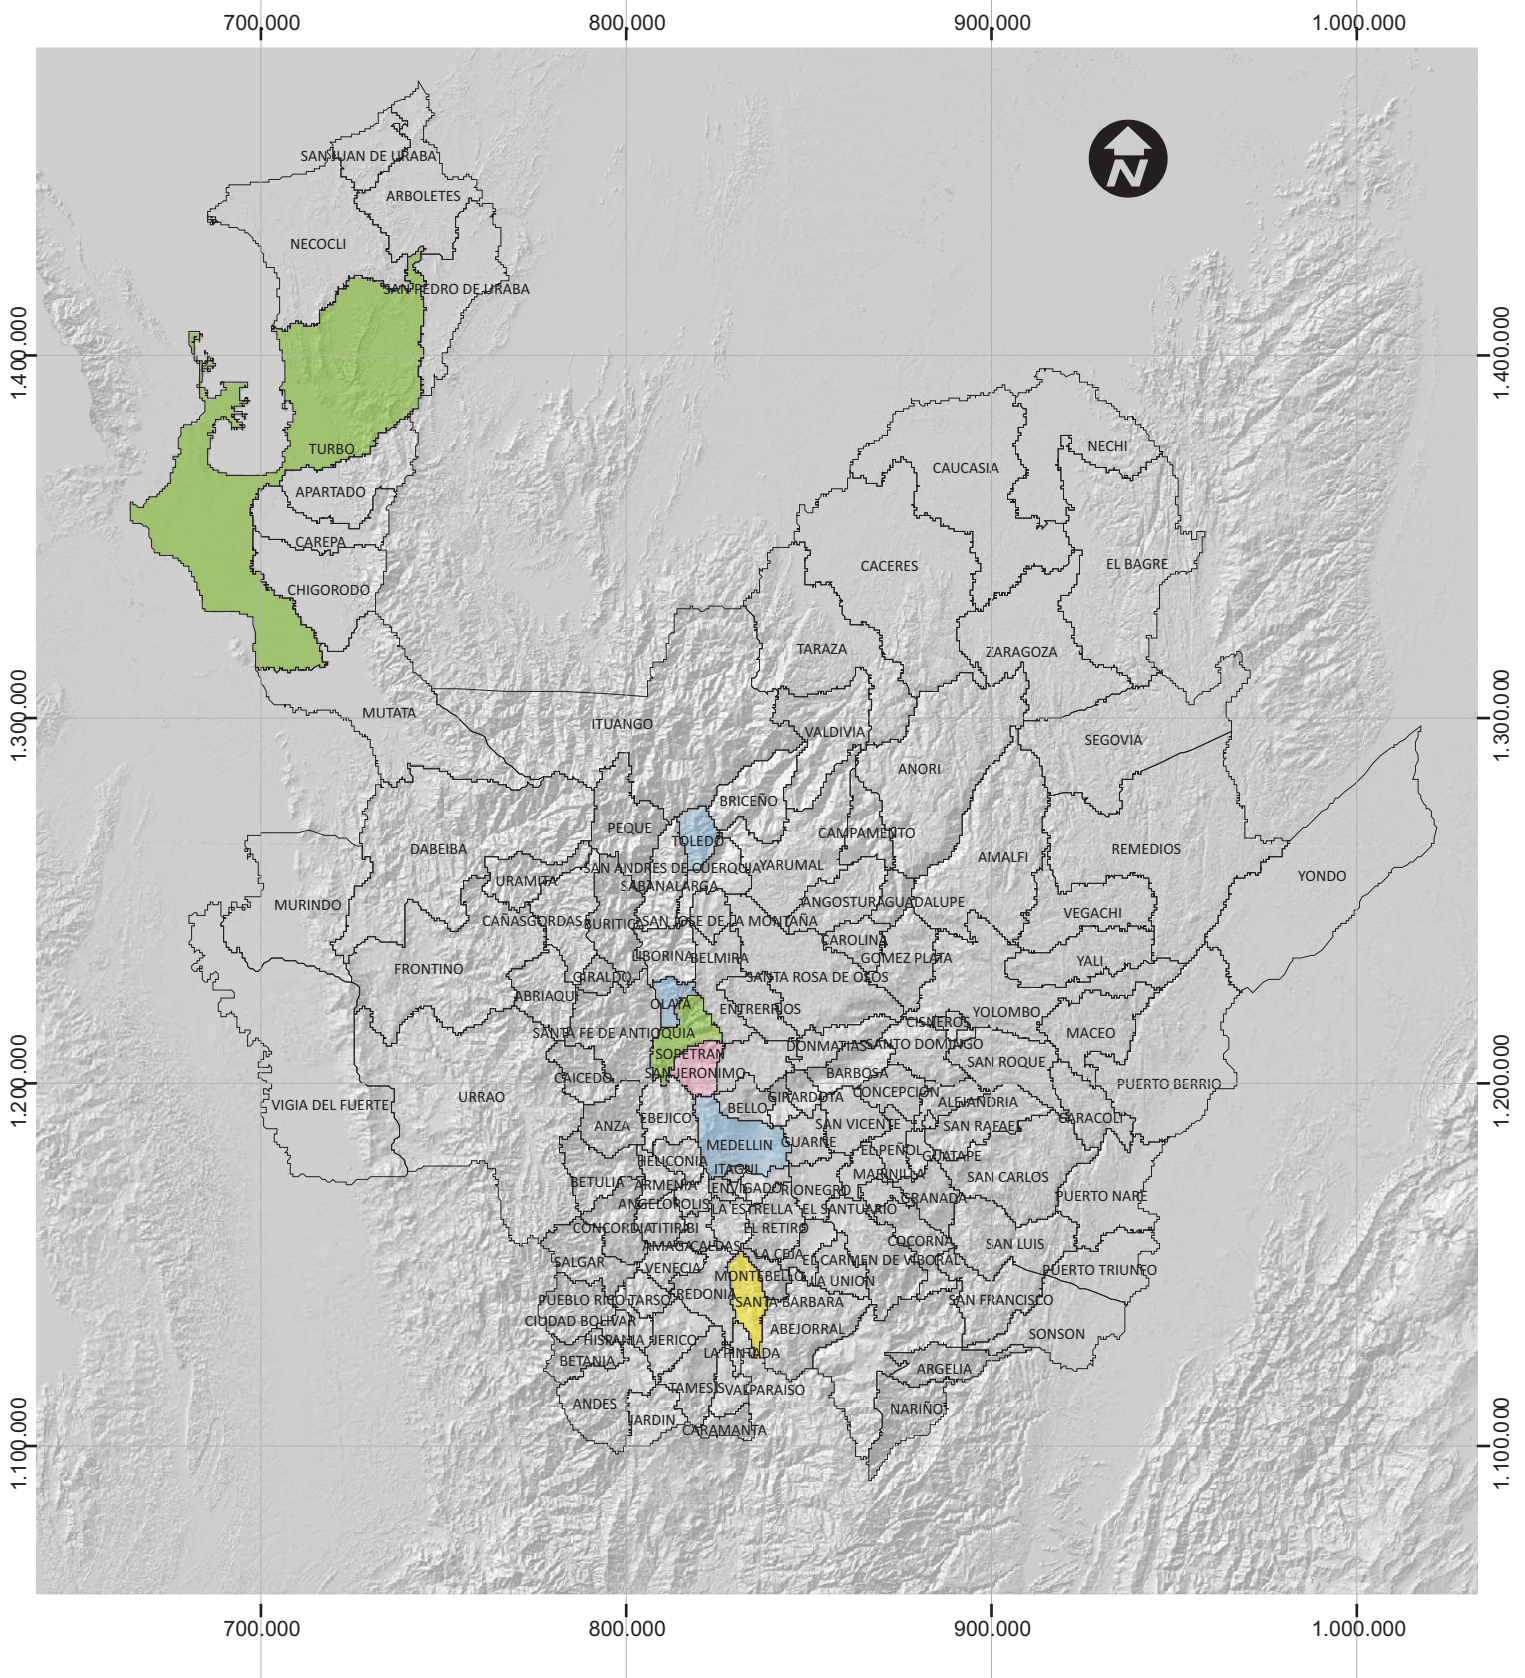 700.000 800.000 900.000 1.000.000
N
SAN JUAN DE URABA
ARBOLETES
NECOCLI
SAN PEDRO DE URABA
1.400.000 1.400.000
TURBO
NECHI
CAUCASIA
APARTADO
CAREPA
EL BAGRE
CACERES
CHIGORODO
TARAZA
ZARAGOZA
1.300.000 1.300.000
MUTATA
ITUANGO
VALDIVIA
SEGOVIA
ANORI
BRICEÑO
PEQUE
CAMPAMENTO
TOLEDO
DABEIBA
REMEDIOS
AMALFI
SAN ANDRES DE CUERQUIA
YARUMAL
YONDO
URAMITA
SABANALARGA
MURINDO
ANGOSTURA
GUADALUPE
VEGACHI
CAÑASGORDAS
BURITICA
SAN JOSE DE LA MONTAÑA
CAROLINA
LIBORINA
BELMIRA
GOMEZ PLATA
YALI
FRONTINO
GIRALDO
SANTA ROSA DE OSOS
ABRIAQUI
OLAYA
ENTRERRIOS
YOLOMBO
CISNEROS
SANTA FE DE ANTIOQUIA
MACEO
DONMATIAS
SANTO DOMINGO
SOPETRAN
SAN ROQUE
SAN JERONIMO
BARBOSA
CAICEDO
PUERTO BERRIO
1.200.000 1.200.000
URRAO
GIRARDOTA
CONCEPCION
ALEJANDRIA
VIGIA DEL FUERTE
BELLO
EBEJICO
CARACOLI
ANZA
SAN VICENTE
SAN RAFAEL
MEDELLIN
GUARNE
EL PEÑOL
GUATAPE
HELICONIA
ITAGUI
MARINILLA
SAN CARLOS
BETULIA
ARMENIA
ENVIGADO
RIONEGRO
PUERTO NARE
GRANADA
ANGELOPOLIS
LA ESTRELLA
EL SANTUARIO
CONCORDIA
TITIRIBI
EL RETIRO
COCORNA
SAN LUIS
AMAGA
CALDAS
LA CEJA
EL CARMEN DE VIBORAL
SALGAR
VENECIA
PUERTO TRIUNFO
MONTEBELLO
LA UNION
FREDONIA
PUEBLO RICO
TARSO
SANTA BARBARA
SAN FRANCISCO
CIUDAD BOLIVAR
ABEJORRAL
SONSON
HISPANIA
JERICO
LA PINTADA
BETANIA
ARGELIA
TAMESIS
VALPARAISO
ANDES
NARIÑO
JARDIN
CARAMANTA
1.100.000 1.100.000
700.000 800.000 900.000 1.000.000